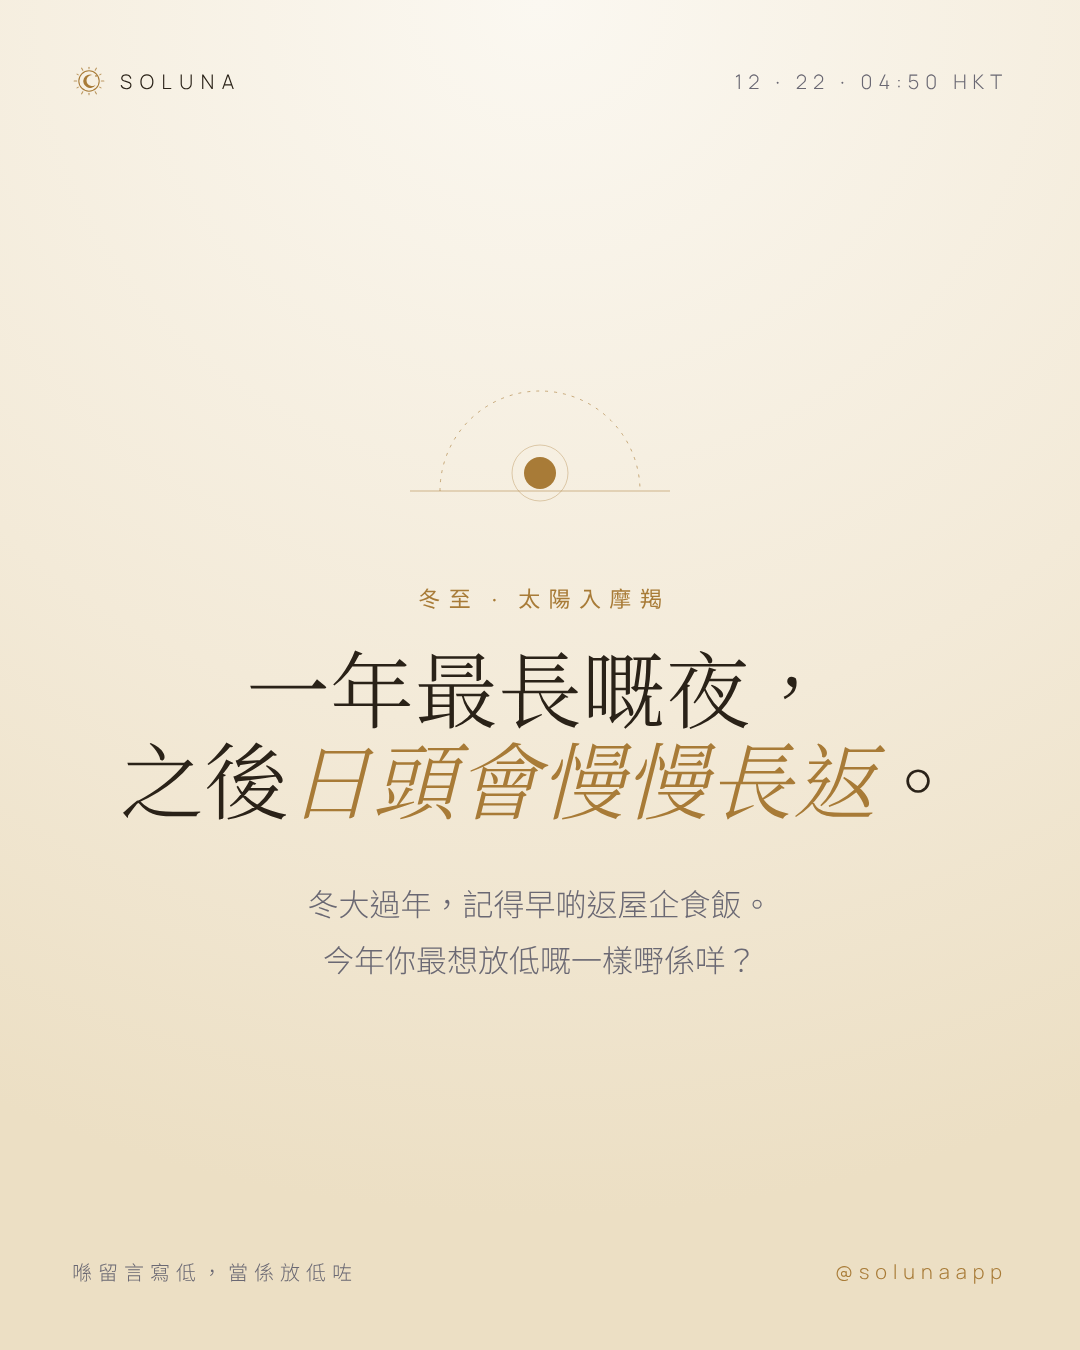 SOLUNA
12 · 22 · 04:50 HKT
冬至 · 太陽入摩羯
一年最長嘅夜，
之後日頭會慢慢長返。
冬大過年，記得早啲返屋企食飯。
今年你最想放低嘅一樣嘢係咩？
喺留言寫低，當係放低咗
@solunaapp